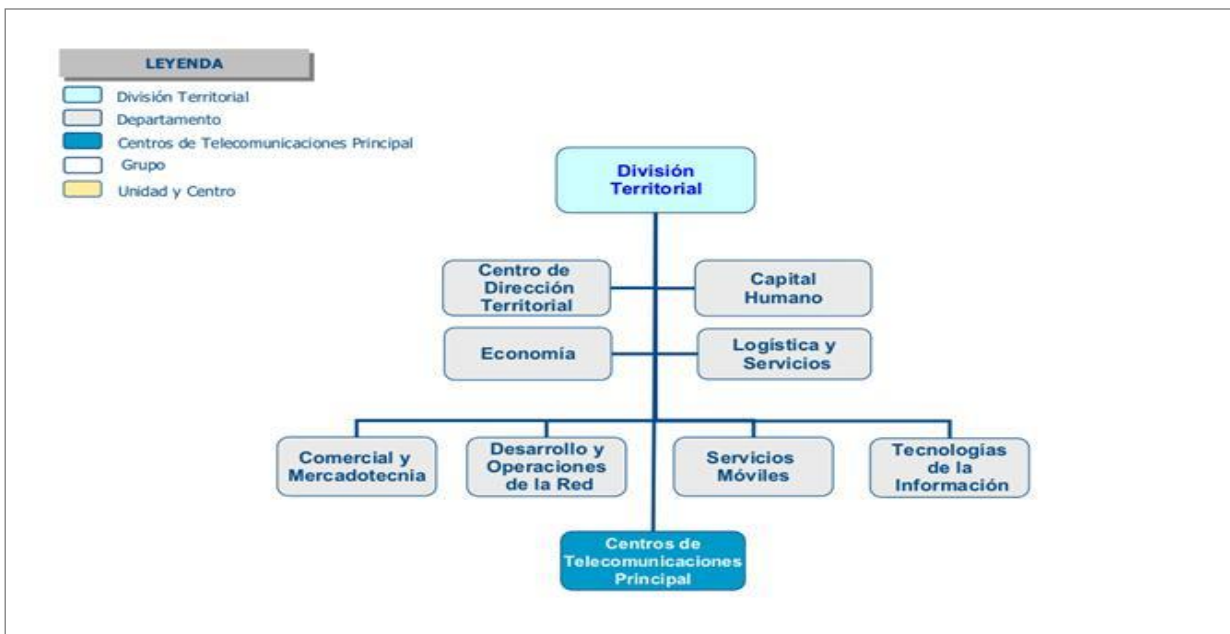 LEYENDA
División Territorial
Departamento
Centros de Telecomunicaciones Principal
Grupo
Unidad y Centro
División
Territorial
Centro de
Dirección
Territorial
Capital
Humano
Economía
Logística y
Servicios
Comercial y
Mercadotecnia
Desarrollo y
Operaciones
de la Red
Servicios
Móviles
Tecnologías
de la
Información
Centros de
Telecomunicaciones
Principal